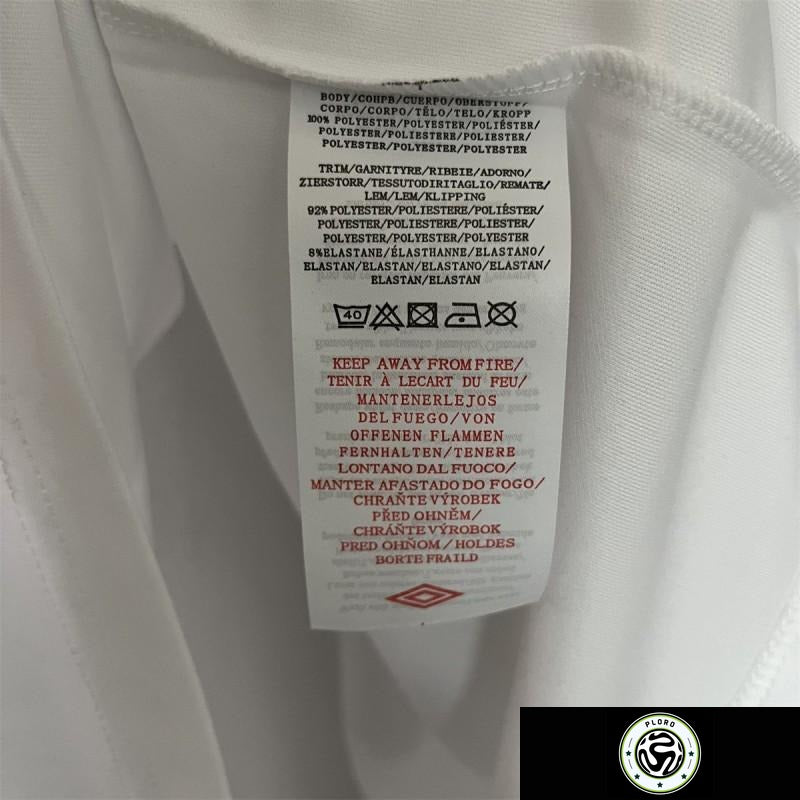 BODY/COHPB/CUERPO/OBERSTOFF/
CORPO/CORPO/TĚLO/TELO/KROPP
100% POLYESTER/POLYESTER/POLIÉSTER/
POLYESTER/POLIESTERE/POLIÉSTER/
POLYESTER/POLYESTER/POLYESTER
TRIM/GARNITYRE/RIBEIE/ADORNO/
ZIERSTORR/TESSUTODIRITAGLIO/REMATE/
LEM/LEM/KLIPPING
92% POLYESTER/POLIESTERE/POLIÉSTER/
POLYESTER/POLIESTERE/POLIESTER/
POLYESTER/POLYESTER/POLYESTER
8%ELASTANE/ÉLASTHANNE/ELASTANO/
ELASTAN/ELASTAN/ELASTANO/ELASTAN/
ELASTAN/ELASTAN
40
KEEP AWAY FROM FIRE/
TENIR À LECART DU FEU/
MANTENERLEJOS
DEL FUEGO/VON
OFFENEN FLAMMEN
FERNHALTEN/TENERE
LONTANO DAL FUOCO/
MANTER AFASTADO DO FOGO/
CHRAŇTE VÝROBEK
PŘED OHNĚM/
CHRÁŇTE VÝROBOK
PRED OHŇOM/HOLDES
BORTE FRAILD
PLORO